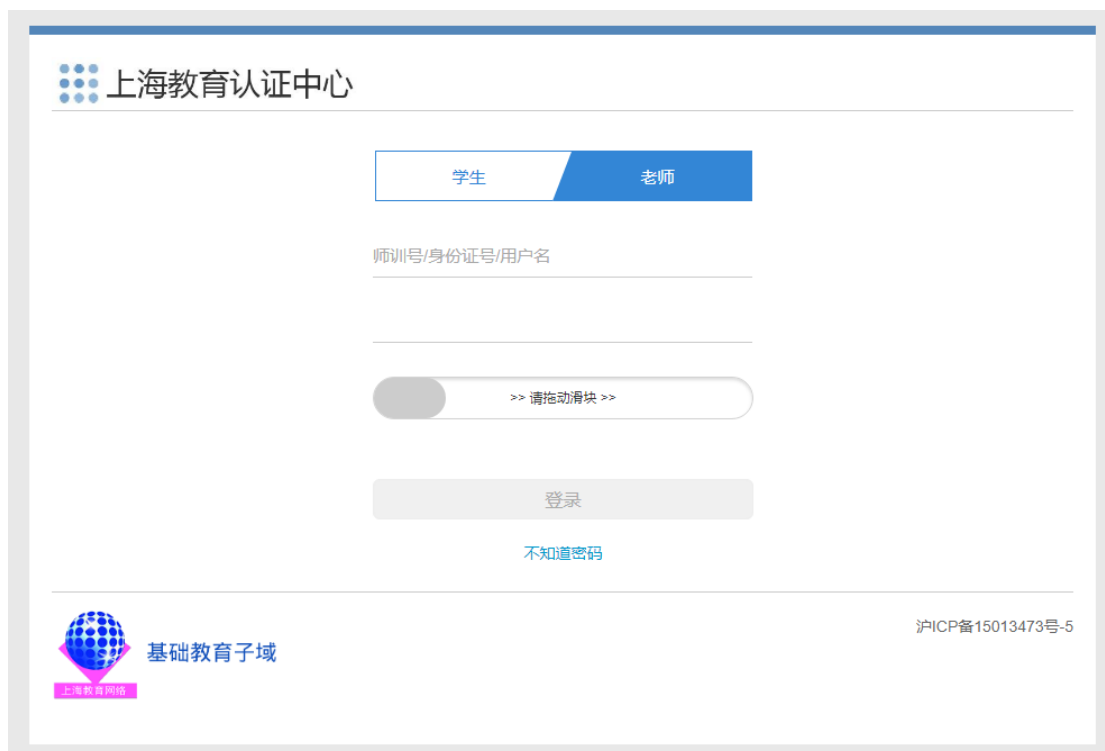 上海教育认证中心
学生
老师
师训号/身份证号/用户名
>> 请拖动滑块 >>
登录
不知道密码
沪ICP备15013473号-5
基础教育子域
上海教育网络